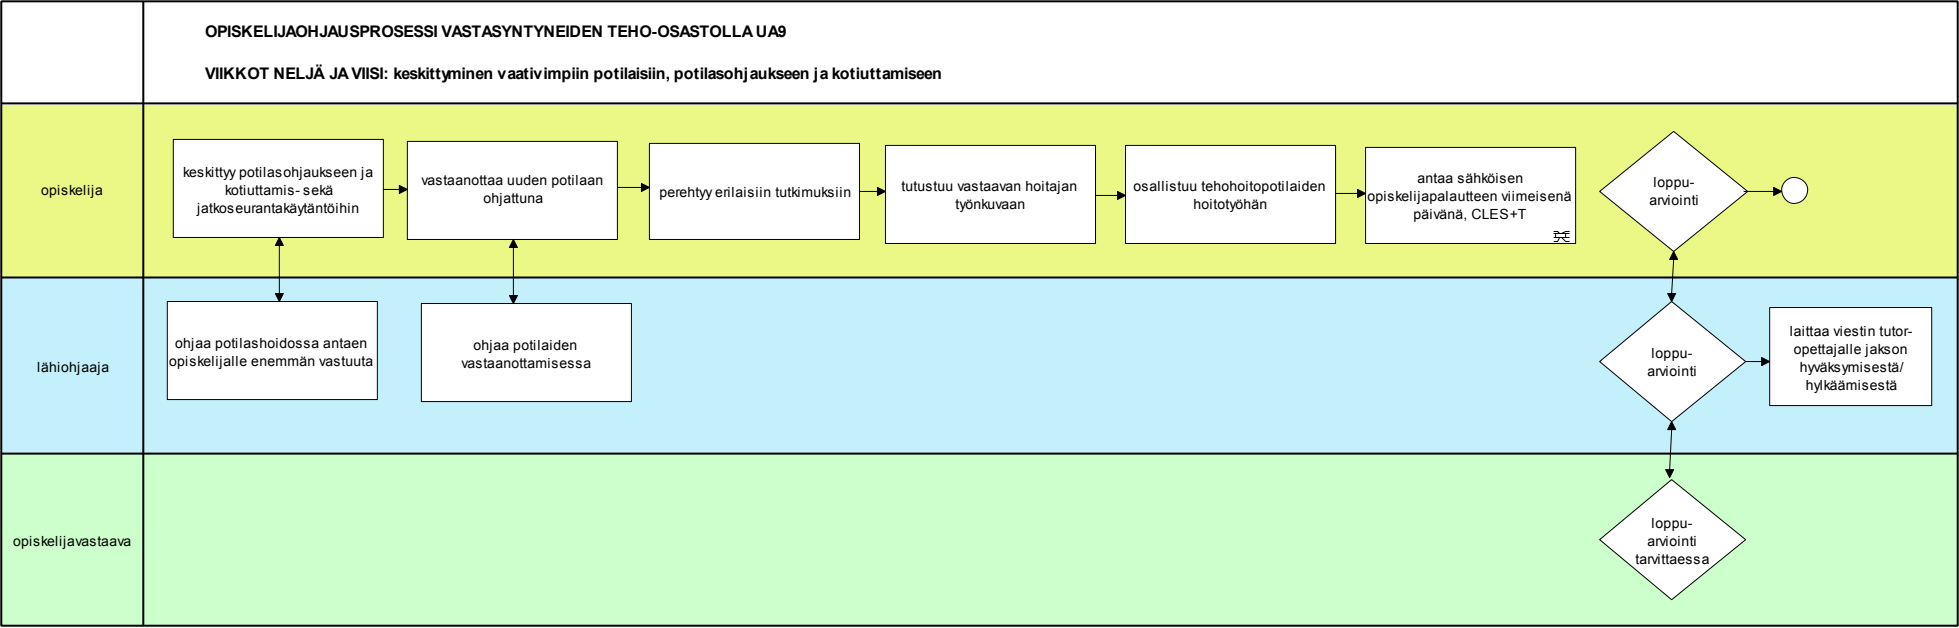 OPISKELIJAOHJAUSPROSESSI VASTASYNTYNEIDEN TEHO-OSASTOLLA UA9
VIIKKOT NELJÄ JA VIISI: keskittyminen vaativimpiin potilaisiin, potilasohjaukseen ja kotiuttamiseen
opiskelija
keskittyy potilasohjaukseen ja
kotiuttamis- sekä
jatkoseurantakäytäntöihin
vastaanottaa uuden potilaan
ohjattuna
perehtyy erilaisiin tutkimuksiin
tutustuu vastaavan hoitajan
työnkuvaan
osallistuu tehohoitopotilaiden
hoitotyöhän
antaa sähköisen
opiskelijapalautteen viimeisenä
päivänä, CLES+T
loppu-
arviointi
lähiohjaaja
ohjaa potilashoidossa antaen
opiskelijalle enemmän vastuuta
ohjaa potilaiden
vastaanottamisessa
loppu-
arviointi
laittaa viestin tutor-
opettajalle jakson
hyväksymisestä/
hylkäämisestä
opiskelijavastaava
loppu-
arviointi
tarvittaessa